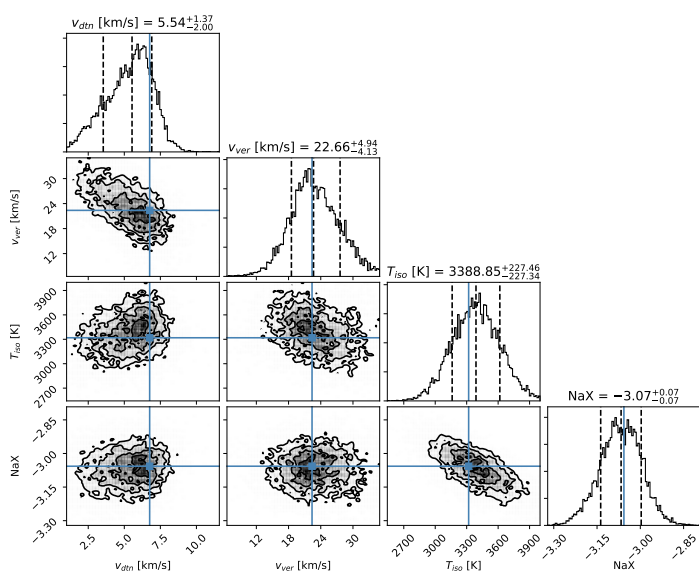 v_dtn [km/s] = 5.54^{+1.37}_{-2.00}
v_ver [km/s] = 22.66^{+4.94}_{-4.13}
30
24
18
12
v_ver [km/s]
T_iso [K] = 3388.85^{+227.46}_{-227.34}
3900
3600
3300
3000
2700
T_iso [K]
NaX = −3.07^{+0.07}_{-0.07}
−2.85
−3.00
−3.15
−3.30
NaX
2.5 5.0 7.5 10.0
v_dtn [km/s]
12 18 24 30
v_ver [km/s]
2700 3000 3300 3600 3900
T_iso [K]
−3.30 −3.15 −3.00 −2.85
NaX